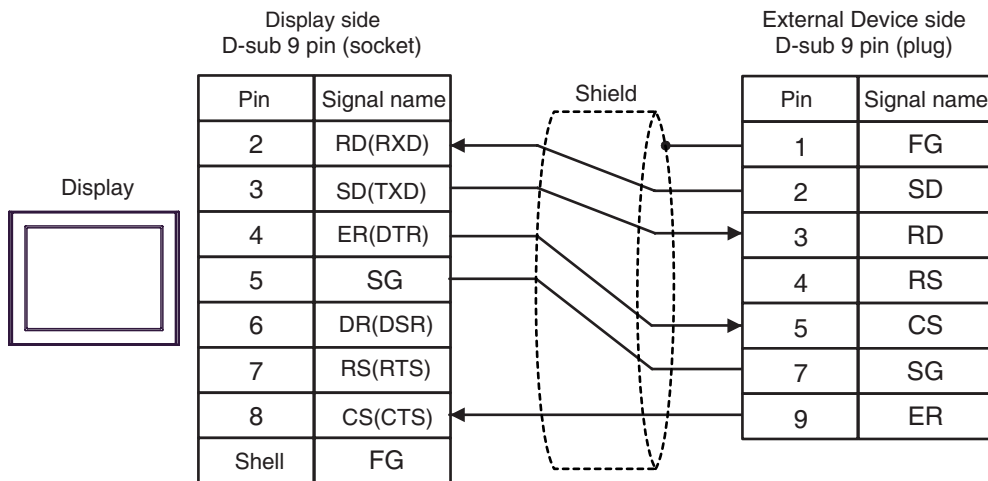 Display side
D-sub 9 pin (socket)
External Device side
D-sub 9 pin (plug)
Display
Shield
Pin Signal name
2 RD(RXD)
3 SD(TXD)
4 ER(DTR)
5 SG
6 DR(DSR)
7 RS(RTS)
8 CS(CTS)
Shell FG
Pin Signal name
1 FG
2 SD
3 RD
4 RS
5 CS
7 SG
9 ER